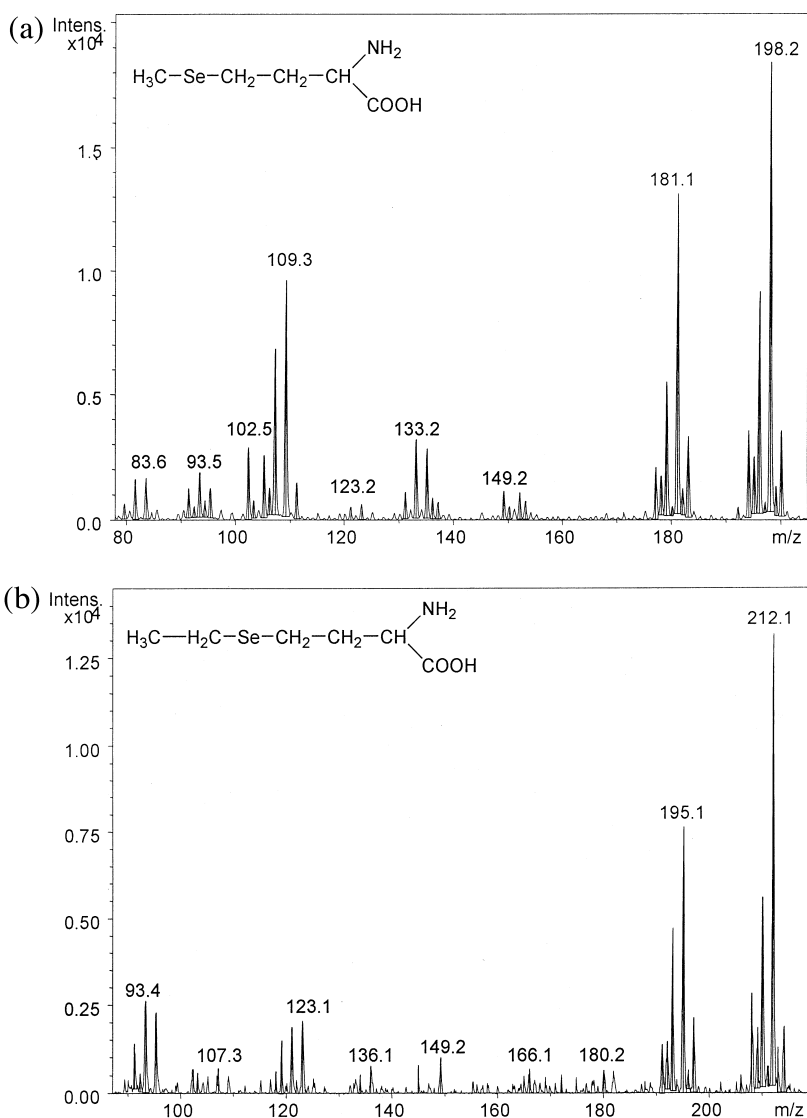 (a)
Intens.
x10⁴
H₃C–Se–CH₂–CH₂–CH
NH₂
COOH
198.2
181.1
1.5
109.3
1.0
0.5
102.5
133.2
83.6
93.5
123.2
149.2
0.0
80
100
120
140
160
180
m/z
(b)
Intens.
x10⁴
H₃C—H₂C–Se–CH₂–CH₂–CH
NH₂
COOH
212.1
1.25
1.00
195.1
0.75
0.50
0.25
93.4
123.1
107.3
136.1
149.2
166.1
180.2
0.00
100
120
140
160
180
200
m/z